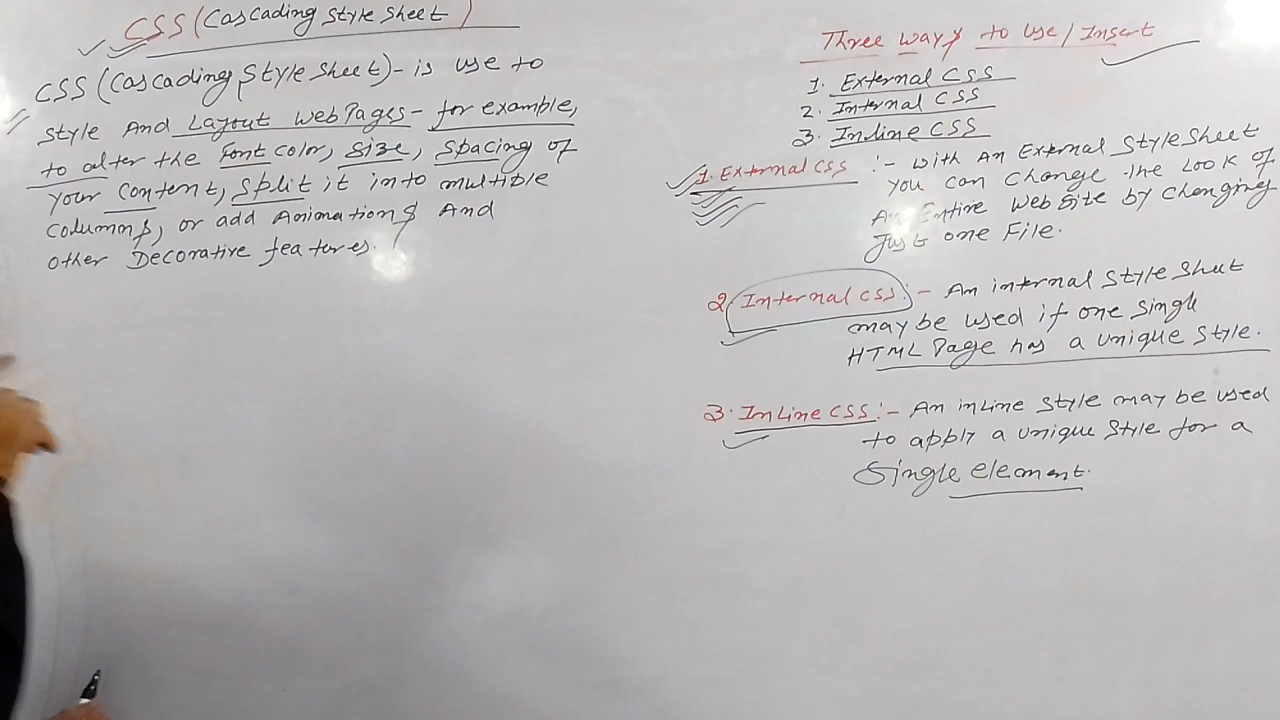 CSS (Cascading Style Sheet)
CSS (Cascading Style Sheet) - is use to
style And Layout web Pages - for example,
to alter the font color, size, spacing of
your content, split it into multible
columns, or add Animations And
other Decorative feateres.
Three ways to use / Insert
1. External CSS
2. Internal CSS
3. Inline CSS
1. External CSS :- with An External StyleSheet
you can change the LOOK of
An Entire Web Site by Changing
Just one File.
2. Internal CSS :- An internal Style Sheet
may be used if one Single
HTML Page has a unique Style.
3. InLine CSS :- An inline Style may be used
to apply a unique Style for a
Single element.